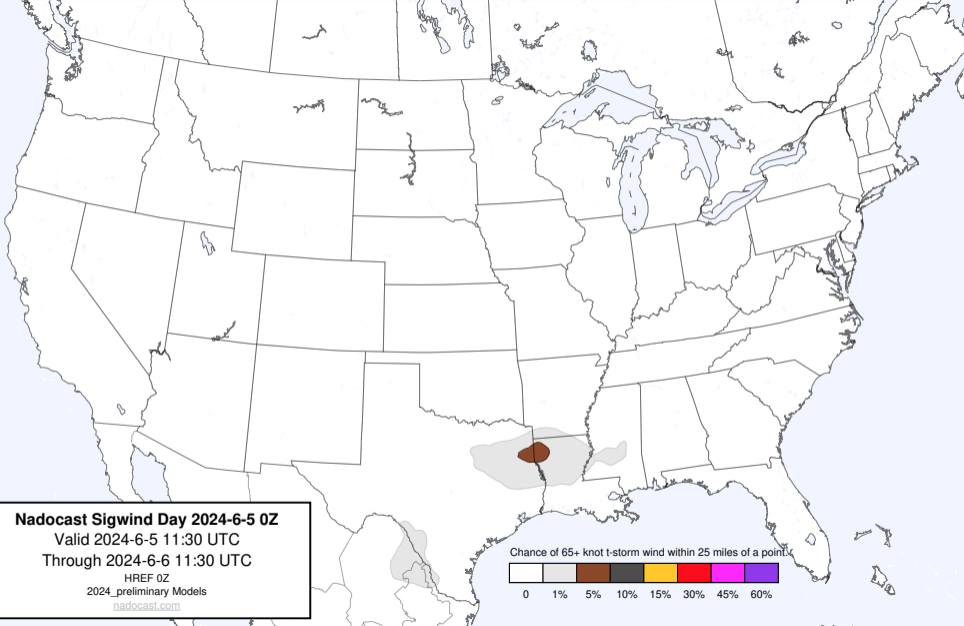 Nadocast Sigwind Day 2024-6-5 0Z
Valid 2024-6-5 11:30 UTC
Through 2024-6-6 11:30 UTC
HREF 0Z
2024_preliminary Models
nadocast.com
Chance of 65+ knot t-storm wind within 25 miles of a point.
0 1% 5% 10% 15% 30% 45% 60%